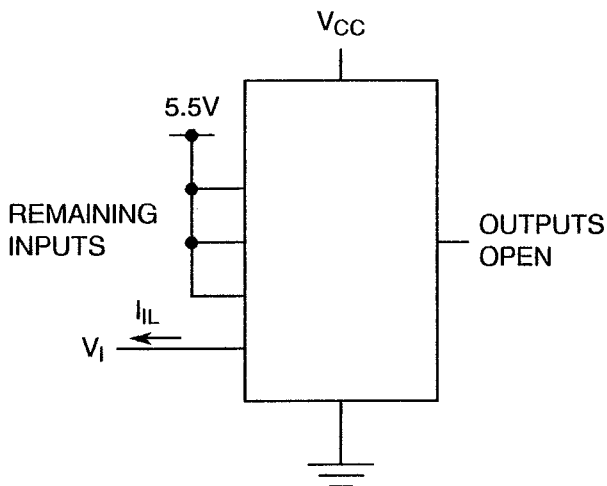 VCC
5.5V
REMAINING
INPUTS
OUTPUTS
OPEN
IIL
VI